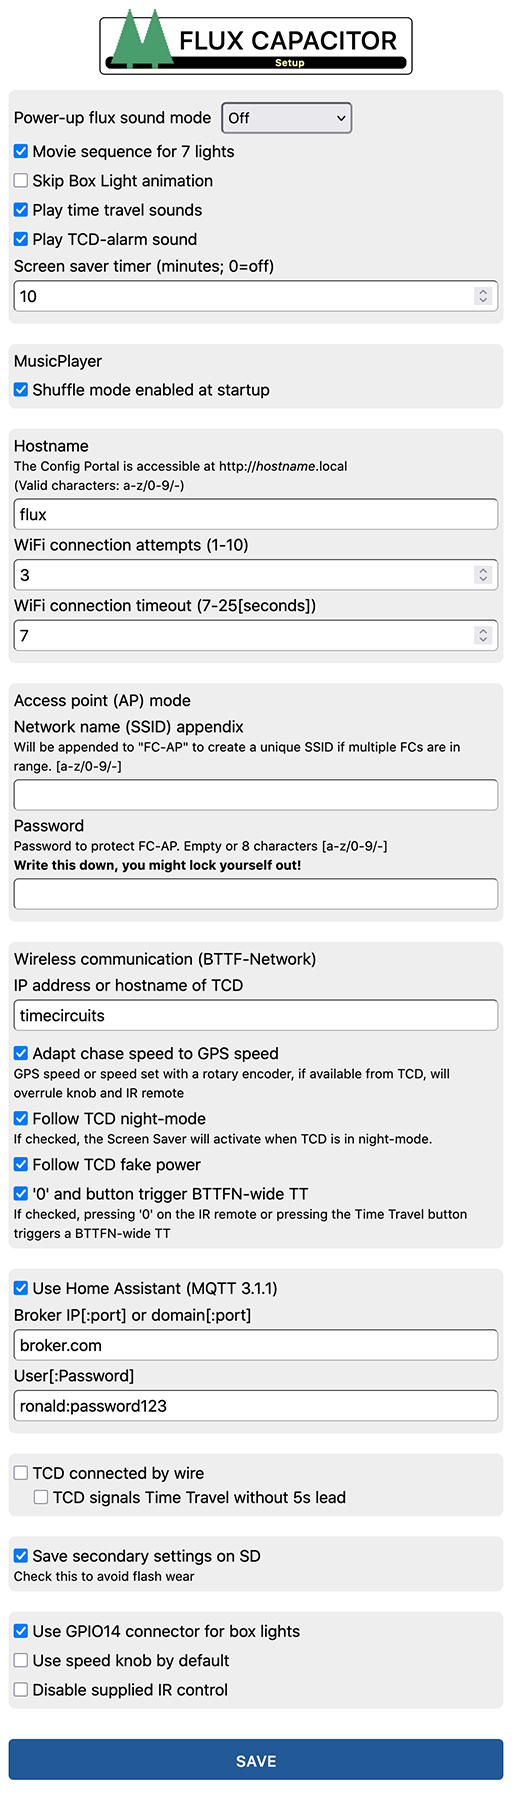 FLUX CAPACITOR
Setup
Power-up flux sound mode Off
Movie sequence for 7 lights
Skip Box Light animation
Play time travel sounds
Play TCD-alarm sound
Screen saver timer (minutes; 0=off)
10
MusicPlayer
Shuffle mode enabled at startup
Hostname
The Config Portal is accessible at http://hostname.local
(Valid characters: a-z/0-9/-)
flux
WiFi connection attempts (1-10)
3
WiFi connection timeout (7-25[seconds])
7
Access point (AP) mode
Network name (SSID) appendix
Will be appended to "FC-AP" to create a unique SSID if multiple FCs are in
range. [a-z/0-9/-]
Password
Password to protect FC-AP. Empty or 8 characters [a-z/0-9/-]
Write this down, you might lock yourself out!
Wireless communication (BTTF-Network)
IP address or hostname of TCD
timecircuits
Adapt chase speed to GPS speed
GPS speed or speed set with a rotary encoder, if available from TCD, will
overrule knob and IR remote
Follow TCD night-mode
If checked, the Screen Saver will activate when TCD is in night-mode.
Follow TCD fake power
'0' and button trigger BTTFN-wide TT
If checked, pressing '0' on the IR remote or pressing the Time Travel button
triggers a BTTFN-wide TT
Use Home Assistant (MQTT 3.1.1)
Broker IP[:port] or domain[:port]
broker.com
User[:Password]
ronald:password123
TCD connected by wire
TCD signals Time Travel without 5s lead
Save secondary settings on SD
Check this to avoid flash wear
Use GPIO14 connector for box lights
Use speed knob by default
Disable supplied IR control
SAVE